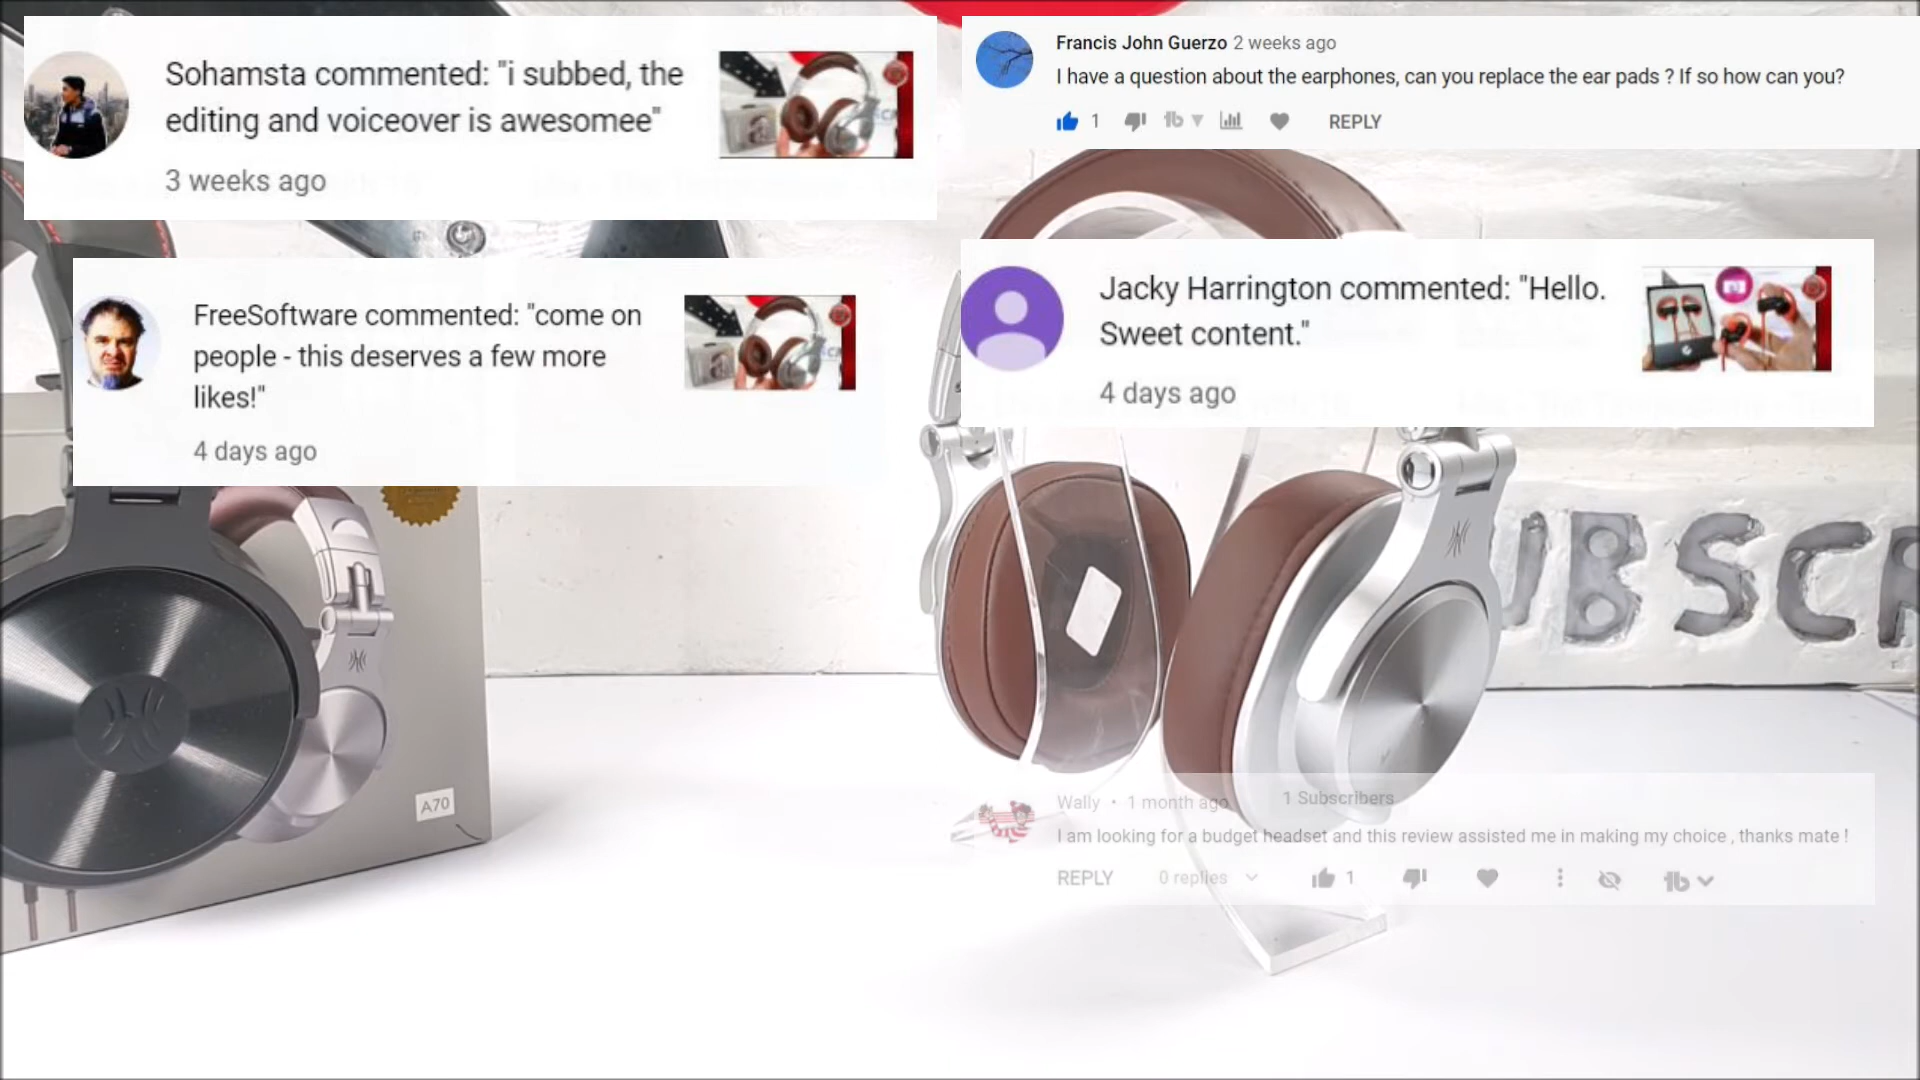 Sohamsta commented: "i subbed, the
editing and voiceover is awesomee"
3 weeks ago
Francis John Guerzo 2 weeks ago
I have a question about the earphones, can you replace the ear pads ? If so how can you?
1
REPLY
FreeSoftware commented: "come on
people - this deserves a few more
likes!"
4 days ago
Jacky Harrington commented: "Hello.
Sweet content."
4 days ago
UBSCR
A70
Wally • 1 month ago 1 Subscribers
I am looking for a budget headset and this review assisted me in making my choice , thanks mate !
REPLY 0 replies 1